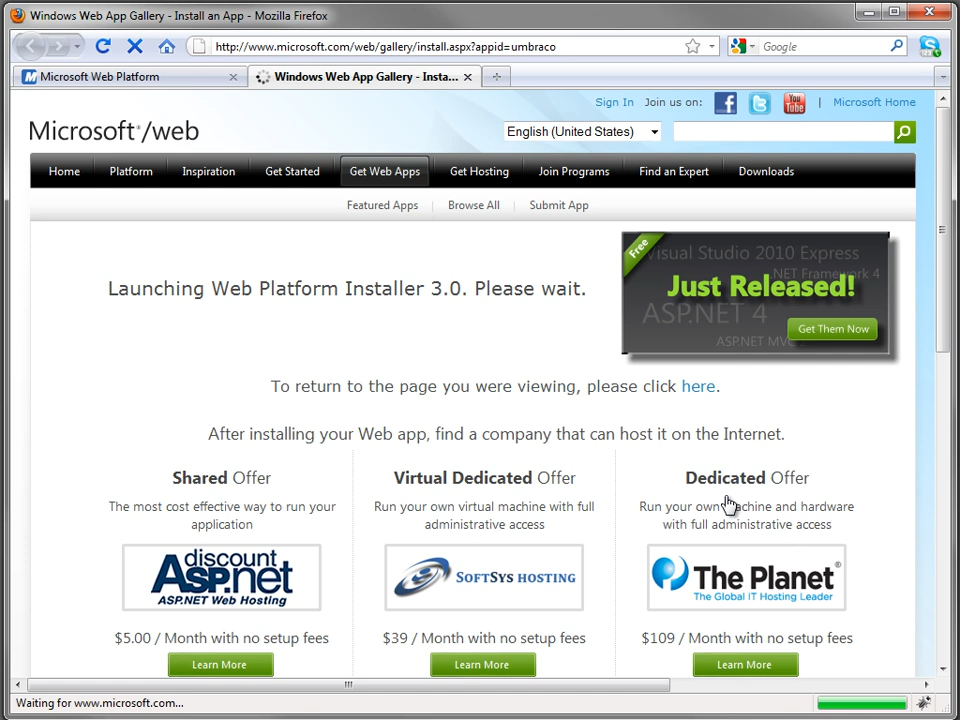 Windows Web App Gallery - Install an App - Mozilla Firefox
http://www.microsoft.com/web/gallery/install.aspx?appid=umbraco
Google
Microsoft Web Platform
Windows Web App Gallery - Insta...
Sign In Join us on: You Tube | Microsoft Home
Microsoft /web
English (United States)
Home Platform Inspiration Get Started Get Web Apps Get Hosting Join Programs Find an Expert Downloads
Featured Apps Browse All Submit App
Free
Visual Studio 2010 Express
.NET Framework 4
Just Released!
ASP.NET 4
Get Them Now
ASP.NET MVC
Launching Web Platform Installer 3.0. Please wait.
To return to the page you were viewing, please click here.
After installing your Web app, find a company that can host it on the Internet.
Shared Offer
The most cost effective way to run your
application
discount
ASP.net
ASP.NET Web Hosting
$5.00 / Month with no setup fees
Learn More
Virtual Dedicated Offer
Run your own virtual machine with full
administrative access
SOFTSYS HOSTING
$39 / Month with no setup fees
Learn More
Dedicated Offer
Run your own machine and hardware
with full administrative access
The Planet®
The Global IT Hosting Leader
$109 / Month with no setup fees
Learn More
Waiting for www.microsoft.com...